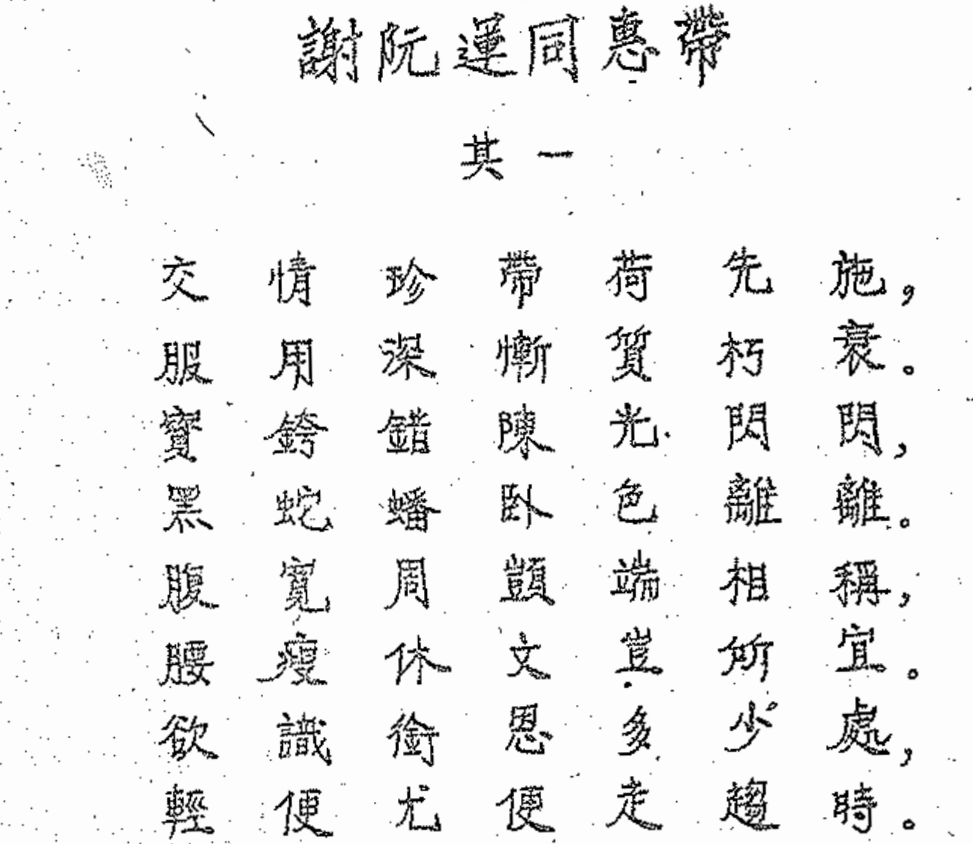 謝阮運同惠帶
其一
交情珍帶荷先施，
服用深慚質朽衰。
寶銙錯陳光閃閃，
黑蛇蟠卧色離離。
腹寬周顗端相稱，
腰瘦休文豈所宜。
欲識銜恩多少處，
輕便尤便走趨時。